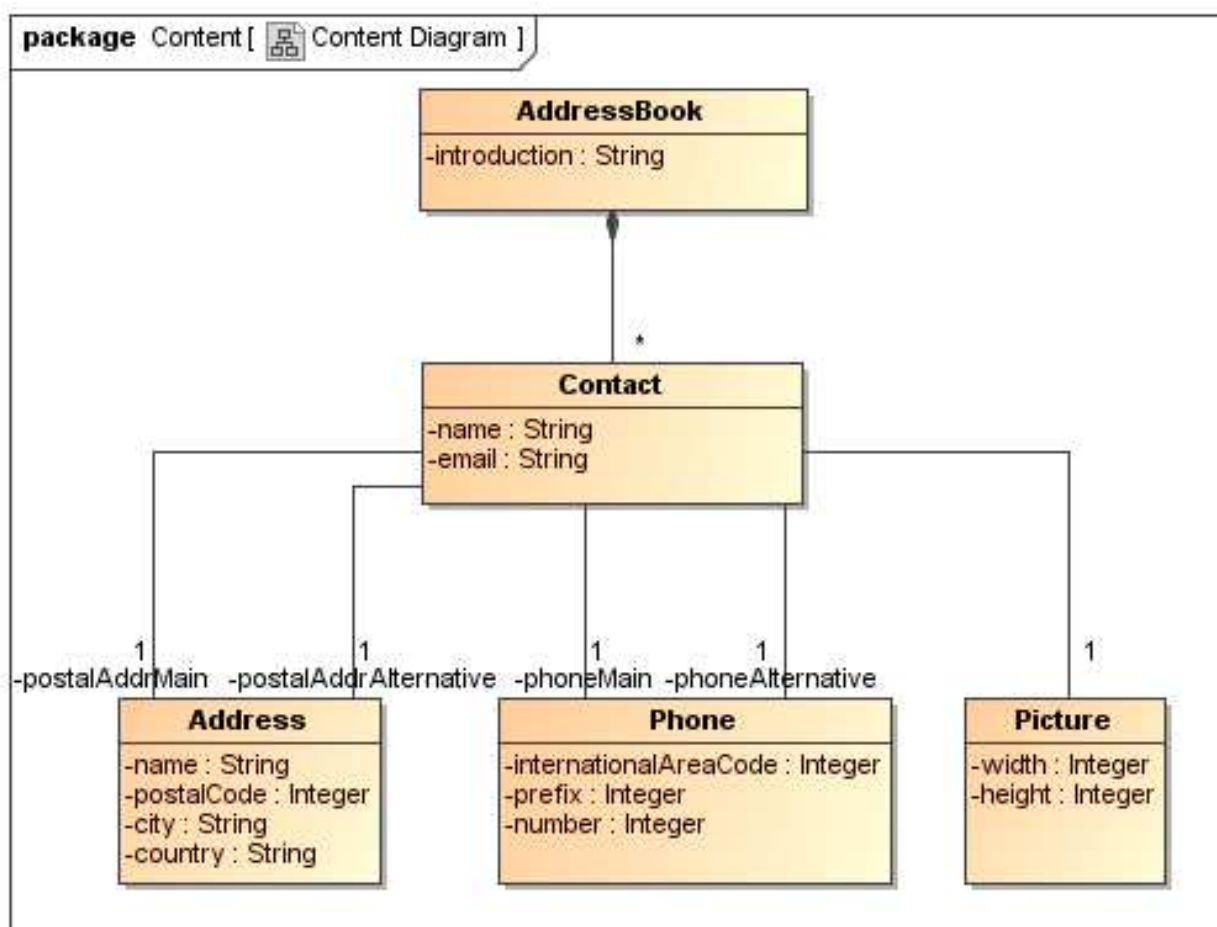 package Content [ Content Diagram ]
AddressBook
-introduction : String
*
Contact
-name : String
-email : String
1
-postalAddrMain
1
-postalAddrAlternative
1
-phoneMain
1
-phoneAlternative
1
Address
-name : String
-postalCode : Integer
-city : String
-country : String
Phone
-internationalAreaCode : Integer
-prefix : Integer
-number : Integer
Picture
-width : Integer
-height : Integer